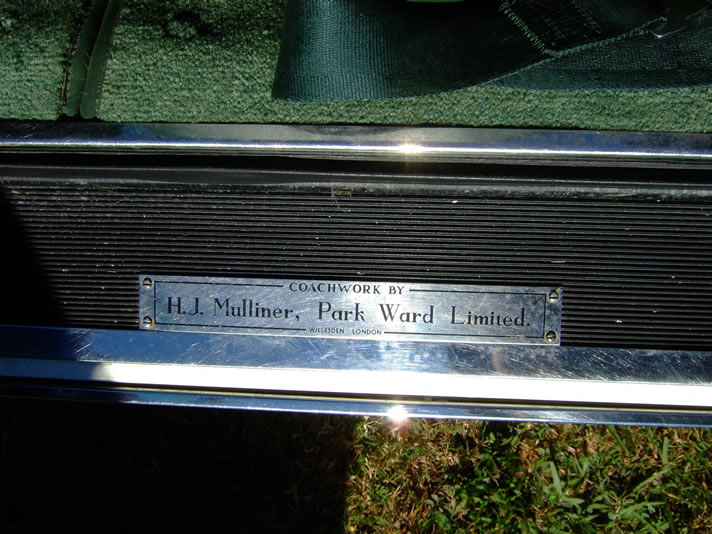 COACHWORK BY
H. J. Mulliner, Park Ward Limited.
WILLESDEN LONDON